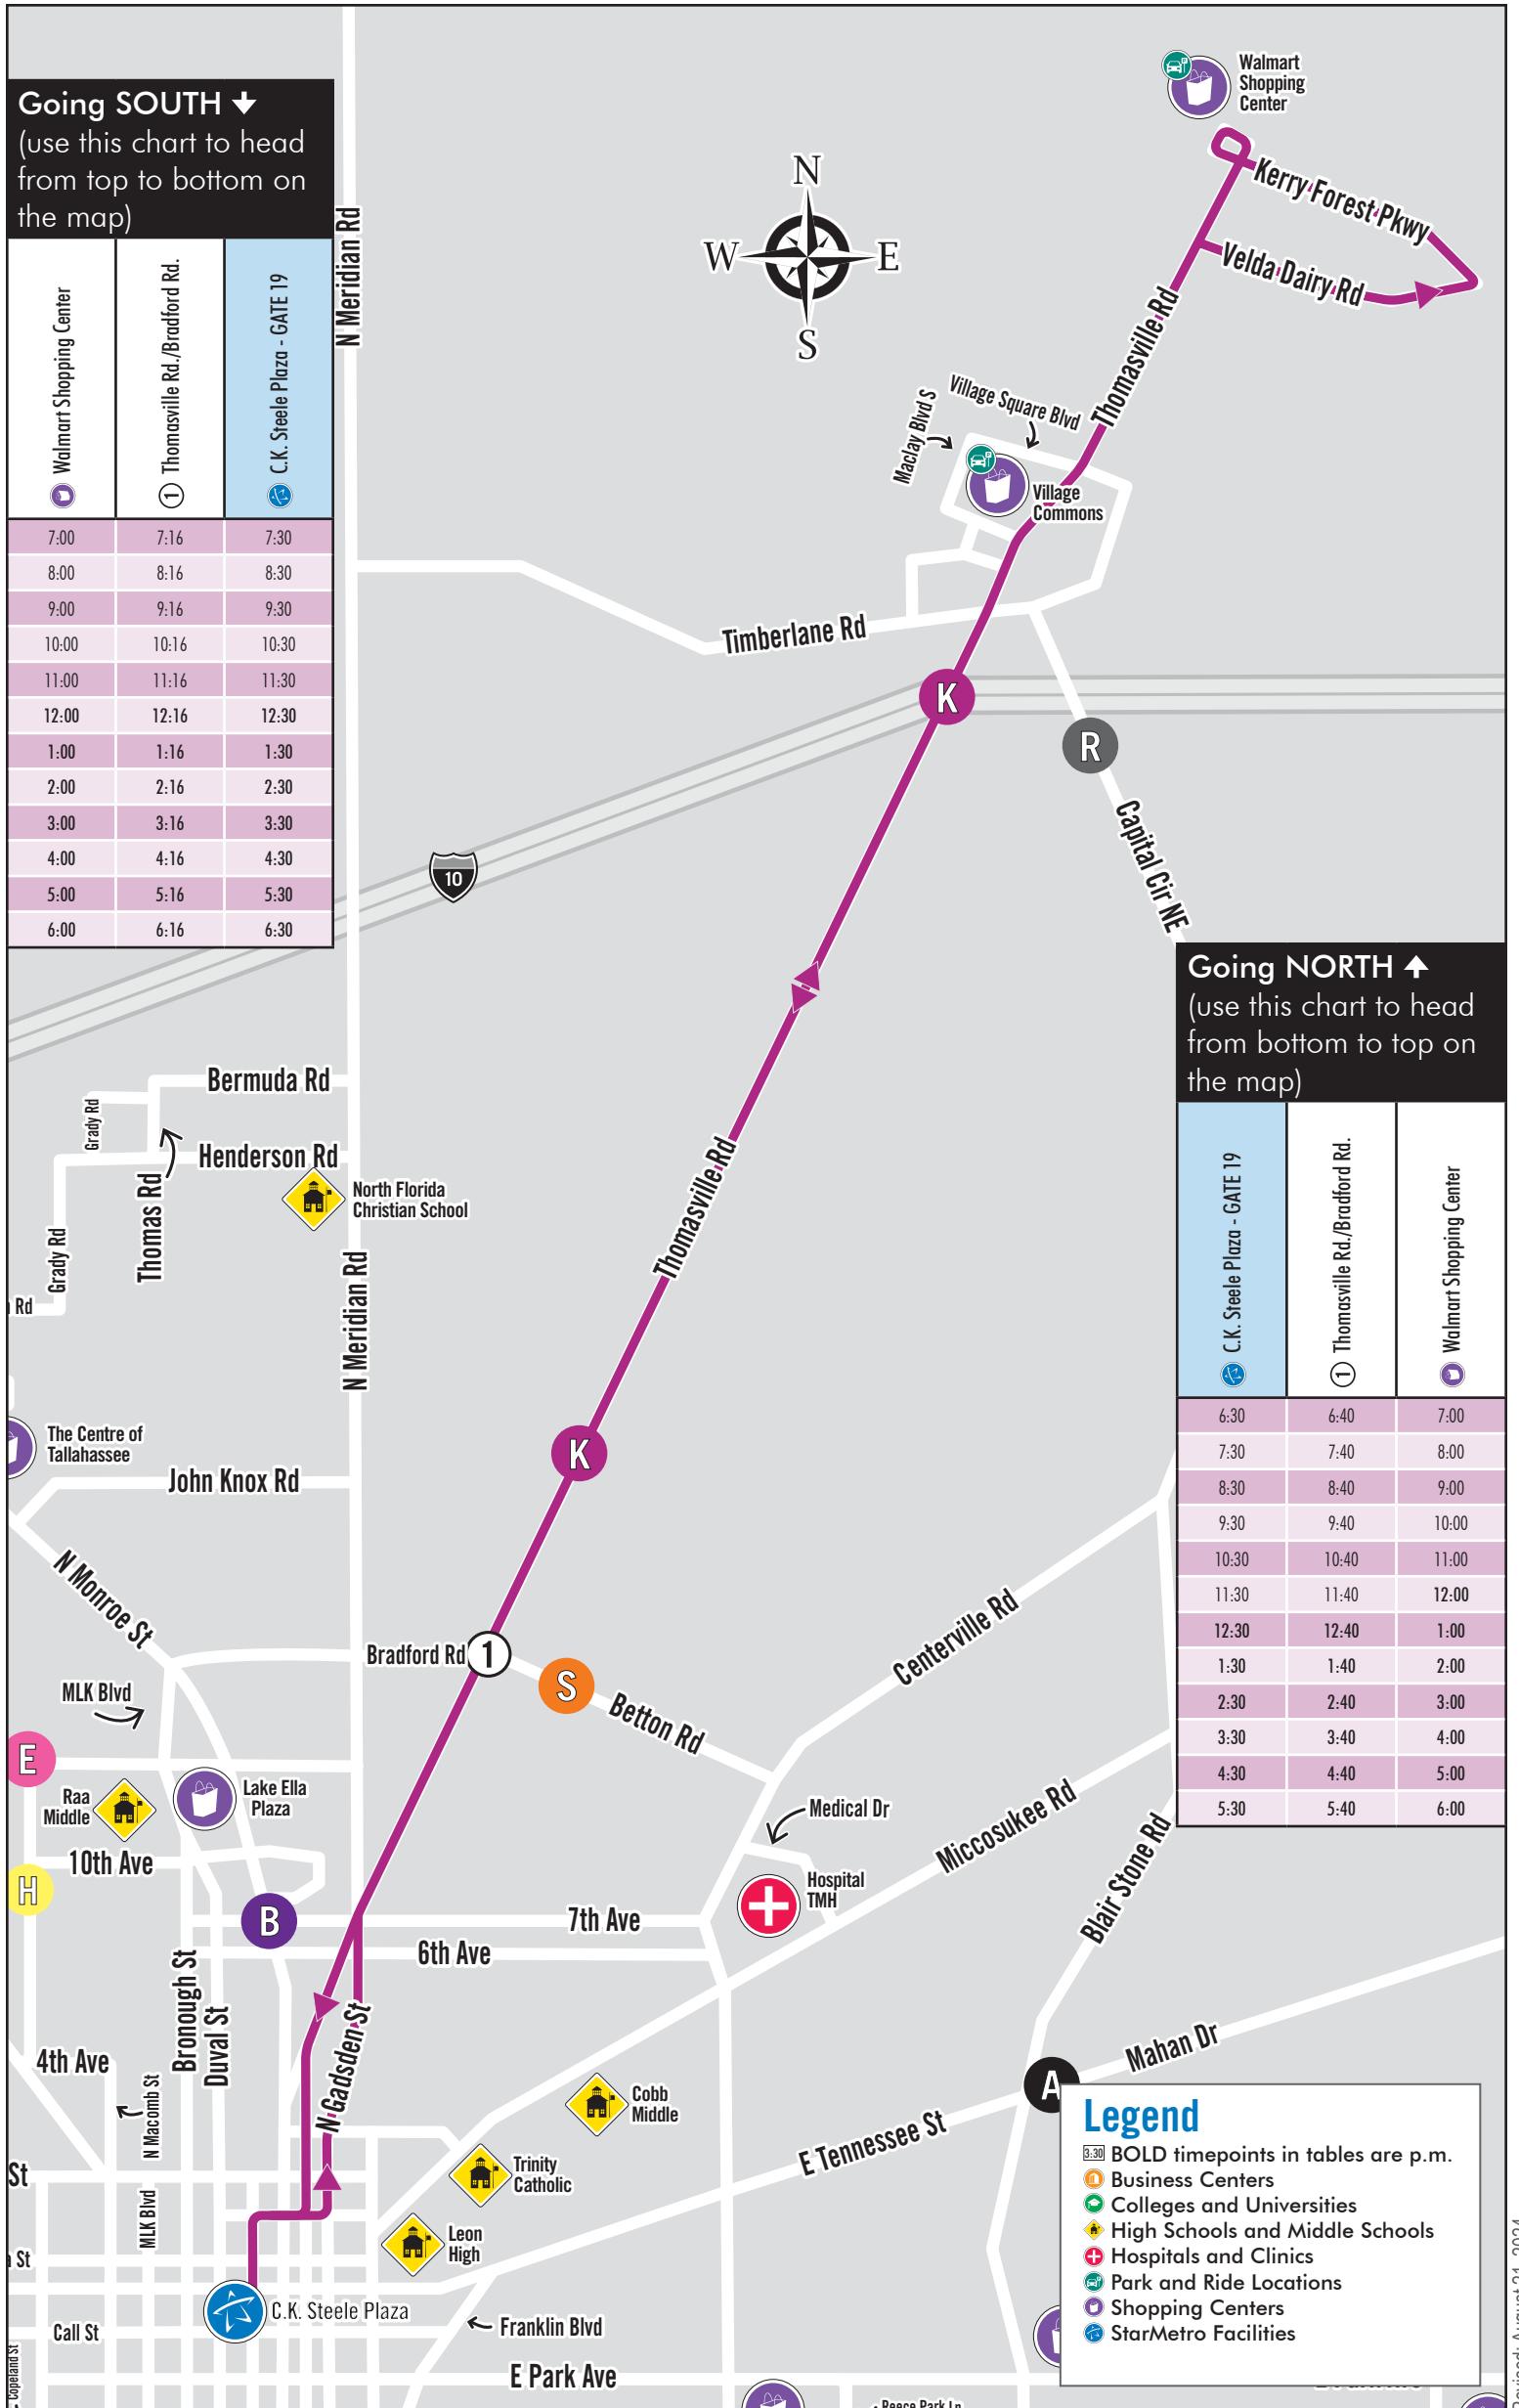 Going SOUTH
(use this chart to head
from top to bottom on
the map)
Walmart Shopping Center
1 Thomasville Rd./Bradford Rd.
C.K. Steele Plaza - GATE 19
7:00 7:16 7:30
8:00 8:16 8:30
9:00 9:16 9:30
10:00 10:16 10:30
11:00 11:16 11:30
12:00 12:16 12:30
1:00 1:16 1:30
2:00 2:16 2:30
3:00 3:16 3:30
4:00 4:16 4:30
5:00 5:16 5:30
6:00 6:16 6:30
N Meridian Rd
N
W E
S
Walmart
Shopping
Center
Kerry Forest Pkwy
Velda Dairy Rd
Thomasville Rd
Village Square Blvd
Maclay Blvd S
Village
Commons
Timberlane Rd
K
R
Capital Cir NE
10
Going NORTH
(use this chart to head
from bottom to top on
the map)
C.K. Steele Plaza - GATE 19
1 Thomasville Rd./Bradford Rd.
Walmart Shopping Center
6:30 6:40 7:00
7:30 7:40 8:00
8:30 8:40 9:00
9:30 9:40 10:00
10:30 10:40 11:00
11:30 11:40 12:00
12:30 12:40 1:00
1:30 1:40 2:00
2:30 2:40 3:00
3:30 3:40 4:00
4:30 4:40 5:00
5:30 5:40 6:00
Bermuda Rd
Grady Rd
Henderson Rd
Thomas Rd
North Florida
Christian School
Grady Rd
Rd
N Meridian Rd
Thomasville Rd
The Centre of
Tallahassee
John Knox Rd
K
N Monroe St
Bradford Rd
1
S
Betton Rd
Centerville Rd
MLK Blvd
E
Raa
Middle
Lake Ella
Plaza
Medical Dr
Miccosukee Rd
10th Ave
H
Hospital
TMH
B
7th Ave
6th Ave
Blair Stone Rd
Bronough St
Duval St
N Gadsden St
4th Ave
N Macomb St
Mahan Dr
A
Cobb
Middle
E Tennessee St
Trinity
Catholic
St
MLK Blvd
Leon
High
St
C.K. Steele Plaza
Call St
Franklin Blvd
Copeland St
E Park Ave
Reece Park Ln
Legend
3:30 BOLD timepoints in tables are p.m.
Business Centers
Colleges and Universities
High Schools and Middle Schools
Hospitals and Clinics
Park and Ride Locations
Shopping Centers
StarMetro Facilities
Revised: August 21, 2024